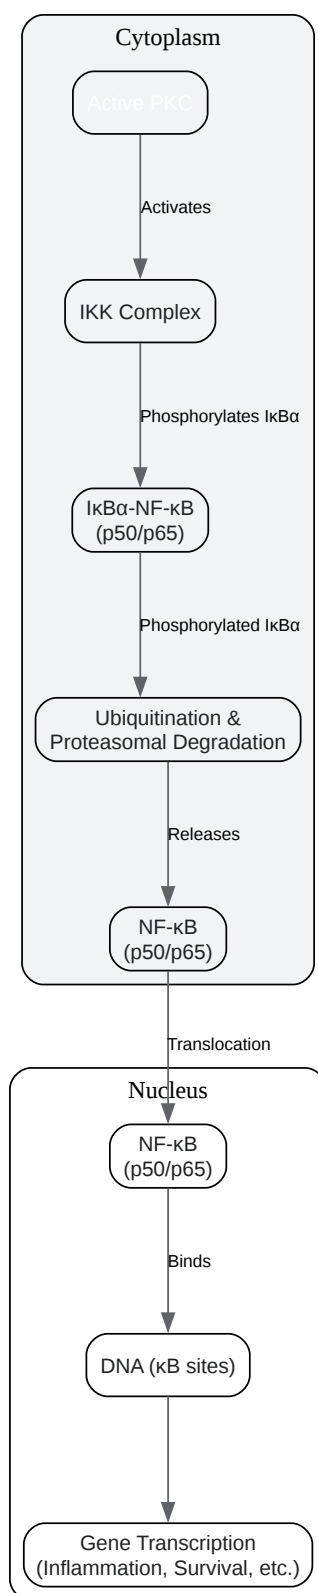 Cytoplasm
Active PKC
Activates
IKK Complex
Phosphorylates IκBα
IκBα-NF-κB
(p50/p65)
Phosphorylated IκBα
Ubiquitination &
Proteasomal Degradation
Releases
NF-κB
(p50/p65)
Translocation
Nucleus
NF-κB
(p50/p65)
Binds
DNA (κB sites)
Gene Transcription
(Inflammation, Survival, etc.)